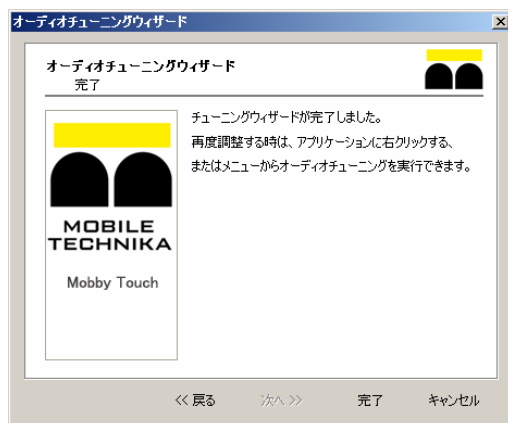 オーディオチューニングウィザード
オーディオチューニングウィザード
完了
チューニングウィザードが完了しました。
再度調整する時は、アプリケーションに右クリックする、
またはメニューからオーディオチューニングを実行できます。
MOBILE
TECHNIKA
Mobby Touch
<< 戻る 次へ >> 完了 キャンセル